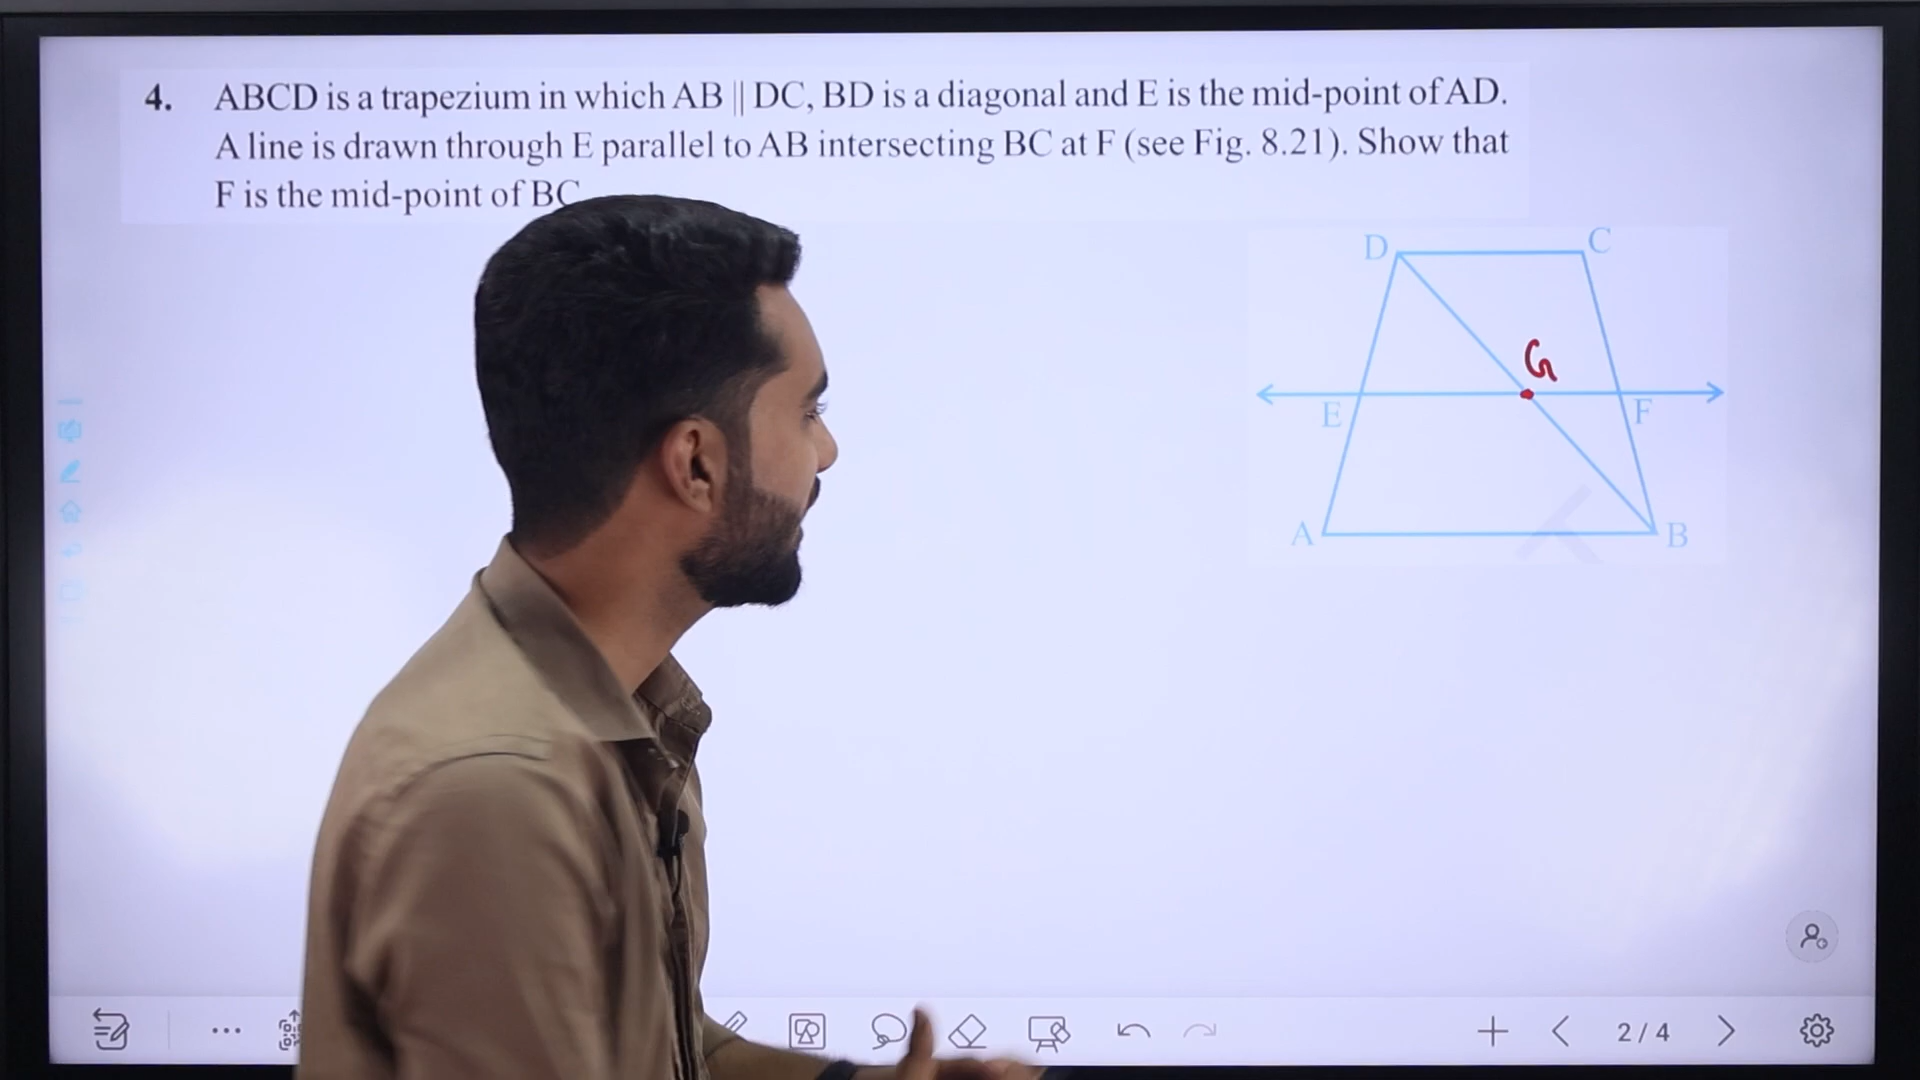 4. ABCD is a trapezium in which AB || DC, BD is a diagonal and E is the mid-point of AD.
A line is drawn through E parallel to AB intersecting BC at F (see Fig. 8.21). Show that
F is the mid-point of BC
D C
G
E F
A B
2 / 4